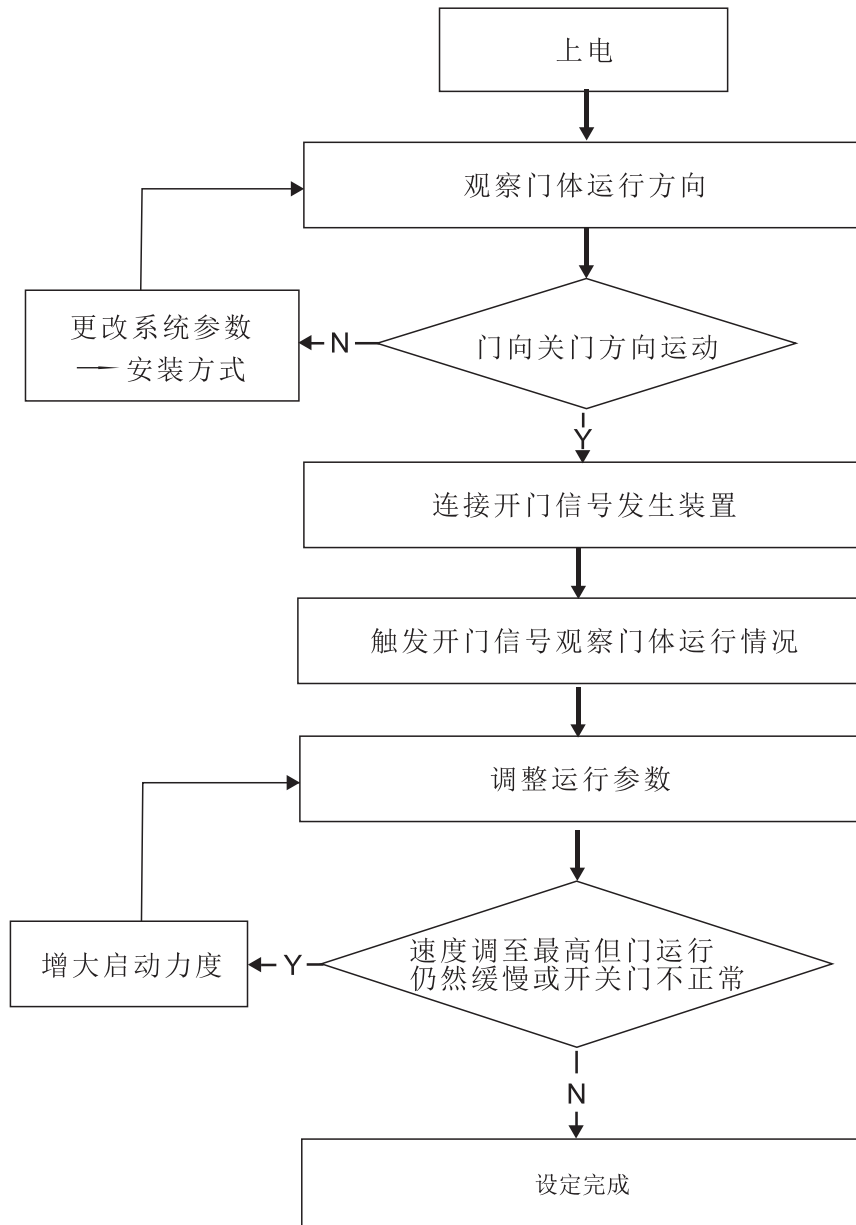 上电
观察门体运行方向
更改系统参数
安装方式
N
门向关门方向运动
Y
连接开门信号发生装置
触发开门信号观察门体运行情况
调整运行参数
增大启动力度
Y
速度调至最高但门运行
仍然缓慢或开关门不正常
N
设定完成